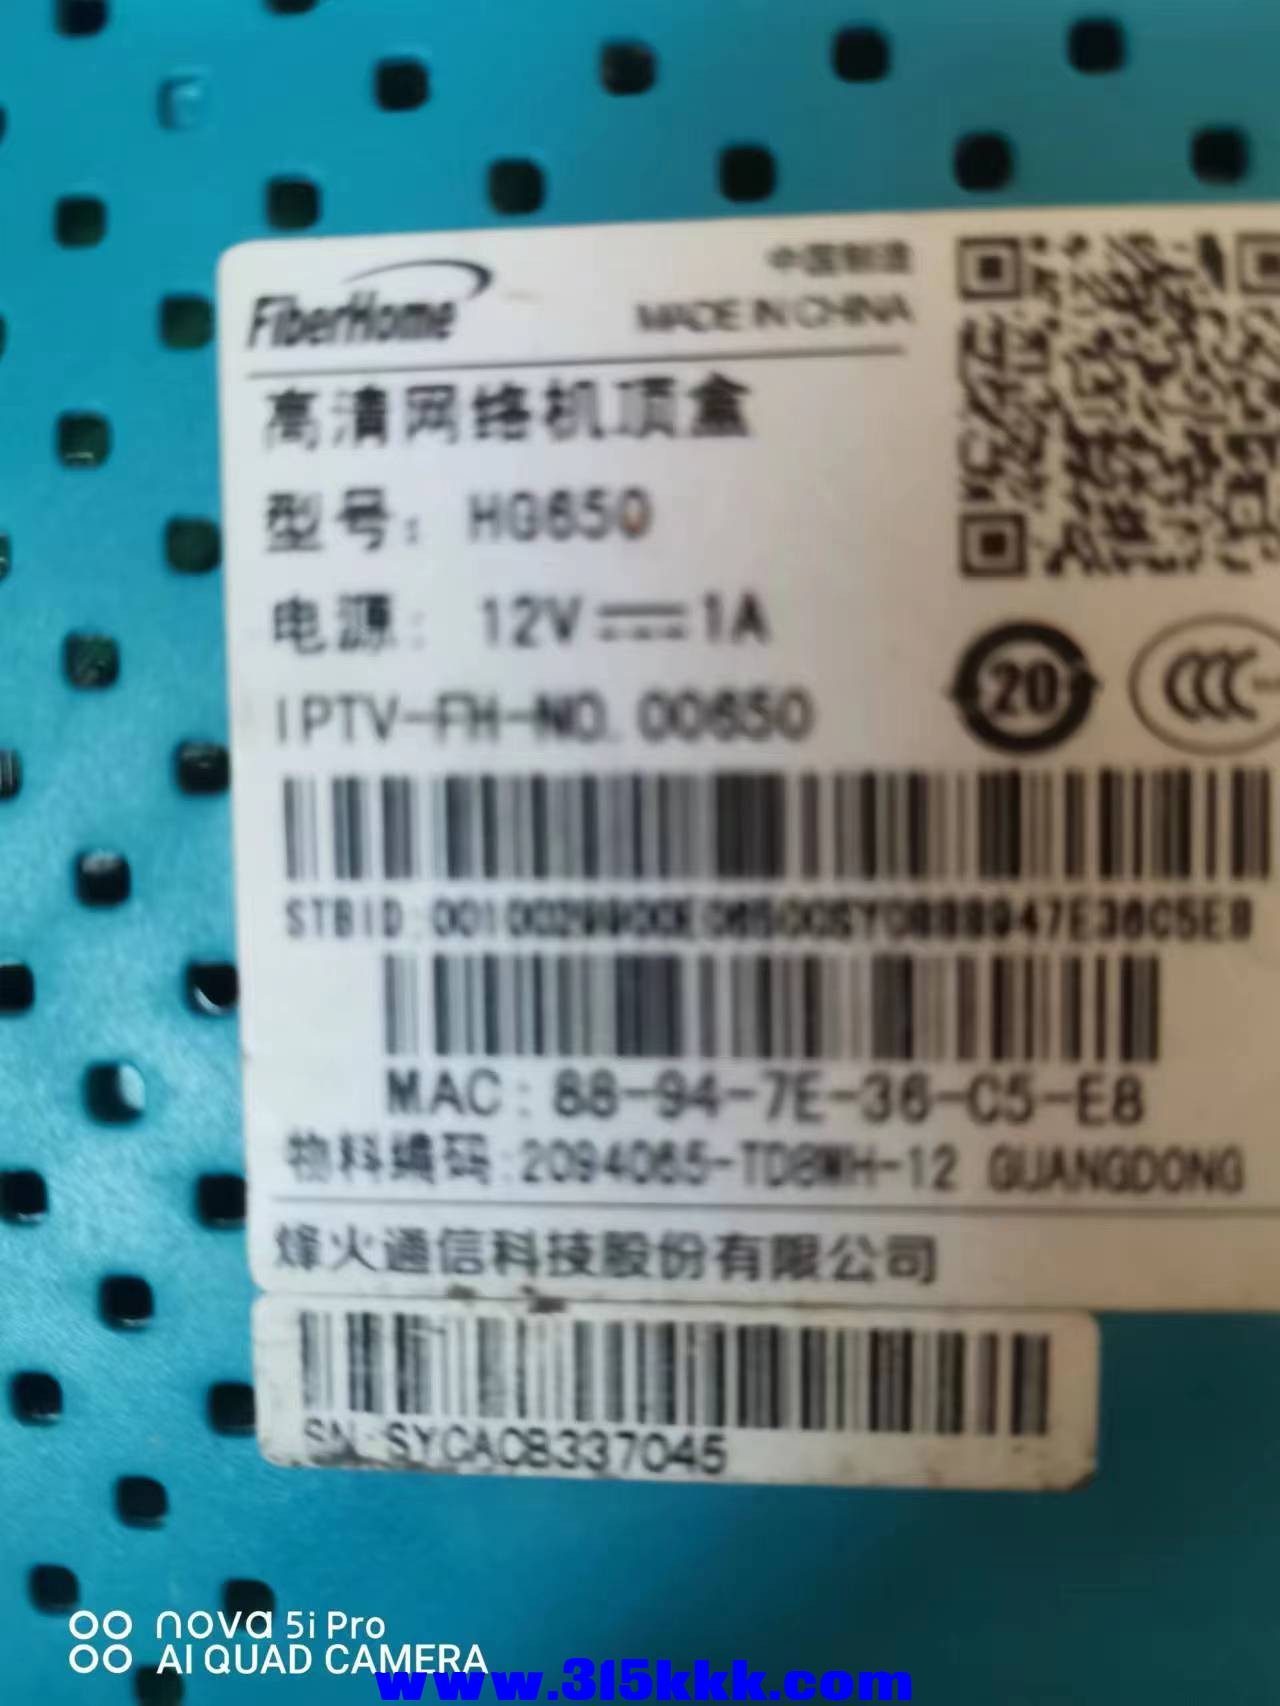 FiberHome
中国制造
MADE IN CHINA
高清网络机顶盒
型号: HG650
电源: 12V 1A
IPTV-FH-NO.00650
20
CCC
STBID:0010029900E06500SY0888947E36C5E8
MAC: 88-94-7E-36-C5-E8
物料编码:2094065-TD8MH-12 GUANGDONG
烽火通信科技股份有限公司
SN: SYCACB337045
nova 5i Pro
AI QUAD CAMERA
www.315kkk.com